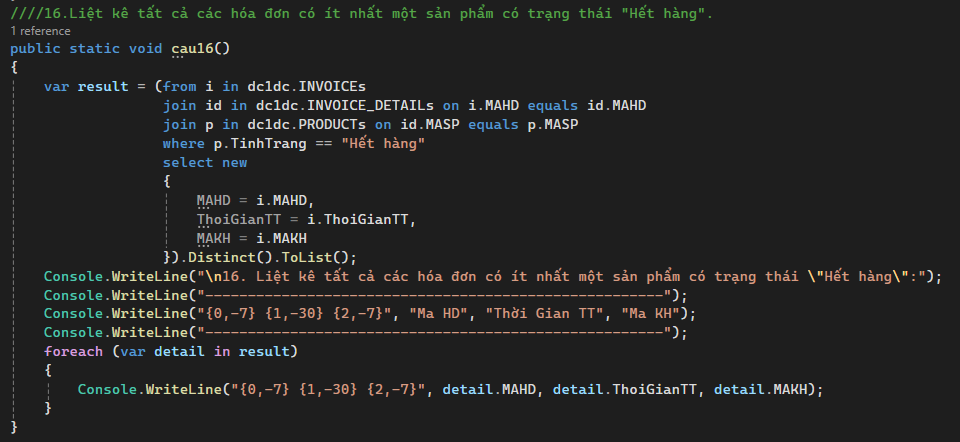 ////16.Liệt kê tất cả các hóa đơn có ít nhất một sản phẩm có trạng thái "Hết hàng".
1 reference
public static void cau16()
{
var result = (from i in dc1dc.INVOICEs
join id in dc1dc.INVOICE_DETAILs on i.MAHD equals id.MAHD
join p in dc1dc.PRODUCTs on id.MASP equals p.MASP
where p.TinhTrang == "Hết hàng"
select new
{
MAHD = i.MAHD,
ThoiGianTT = i.ThoiGianTT,
MAKH = i.MAKH
}).Distinct().ToList();
Console.WriteLine("\n16. Liệt kê tất cả các hóa đơn có ít nhất một sản phẩm có trạng thái \"Hết hàng\":");
Console.WriteLine("------------------------------------------------------");
Console.WriteLine("{0,-7} {1,-30} {2,-7}", "Ma HD", "Thời Gian TT", "Ma KH");
Console.WriteLine("------------------------------------------------------");
foreach (var detail in result)
{
Console.WriteLine("{0,-7} {1,-30} {2,-7}", detail.MAHD, detail.ThoiGianTT, detail.MAKH);
}
}